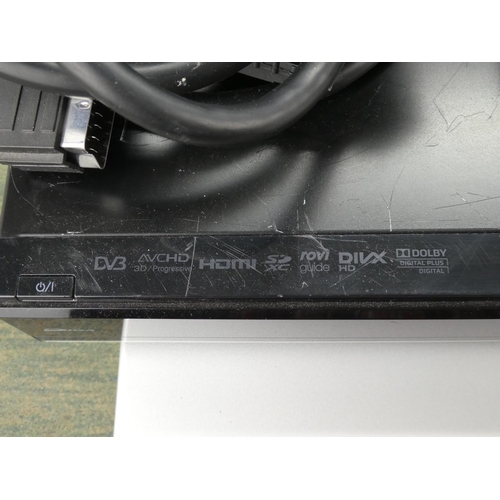 DVB
AVCHD
3D/Progressive
HDMI
SD
XC
rovi
guide
DIVX
HD
DOLBY
DIGITAL PLUS
DIGITAL